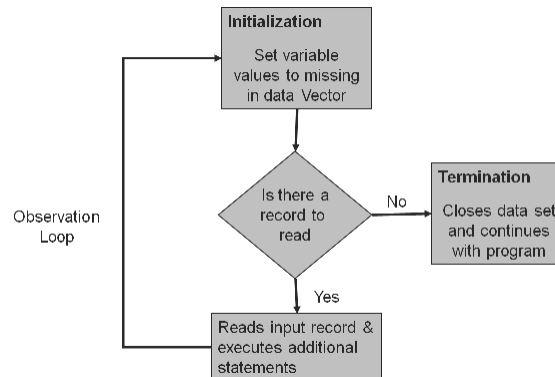 Initialization
Set variable
values to missing
in data Vector
Is there a
record to
read
No
Termination
Closes data set
and continues
with program
Observation
Loop
Yes
Reads input record &
executes additional
statements